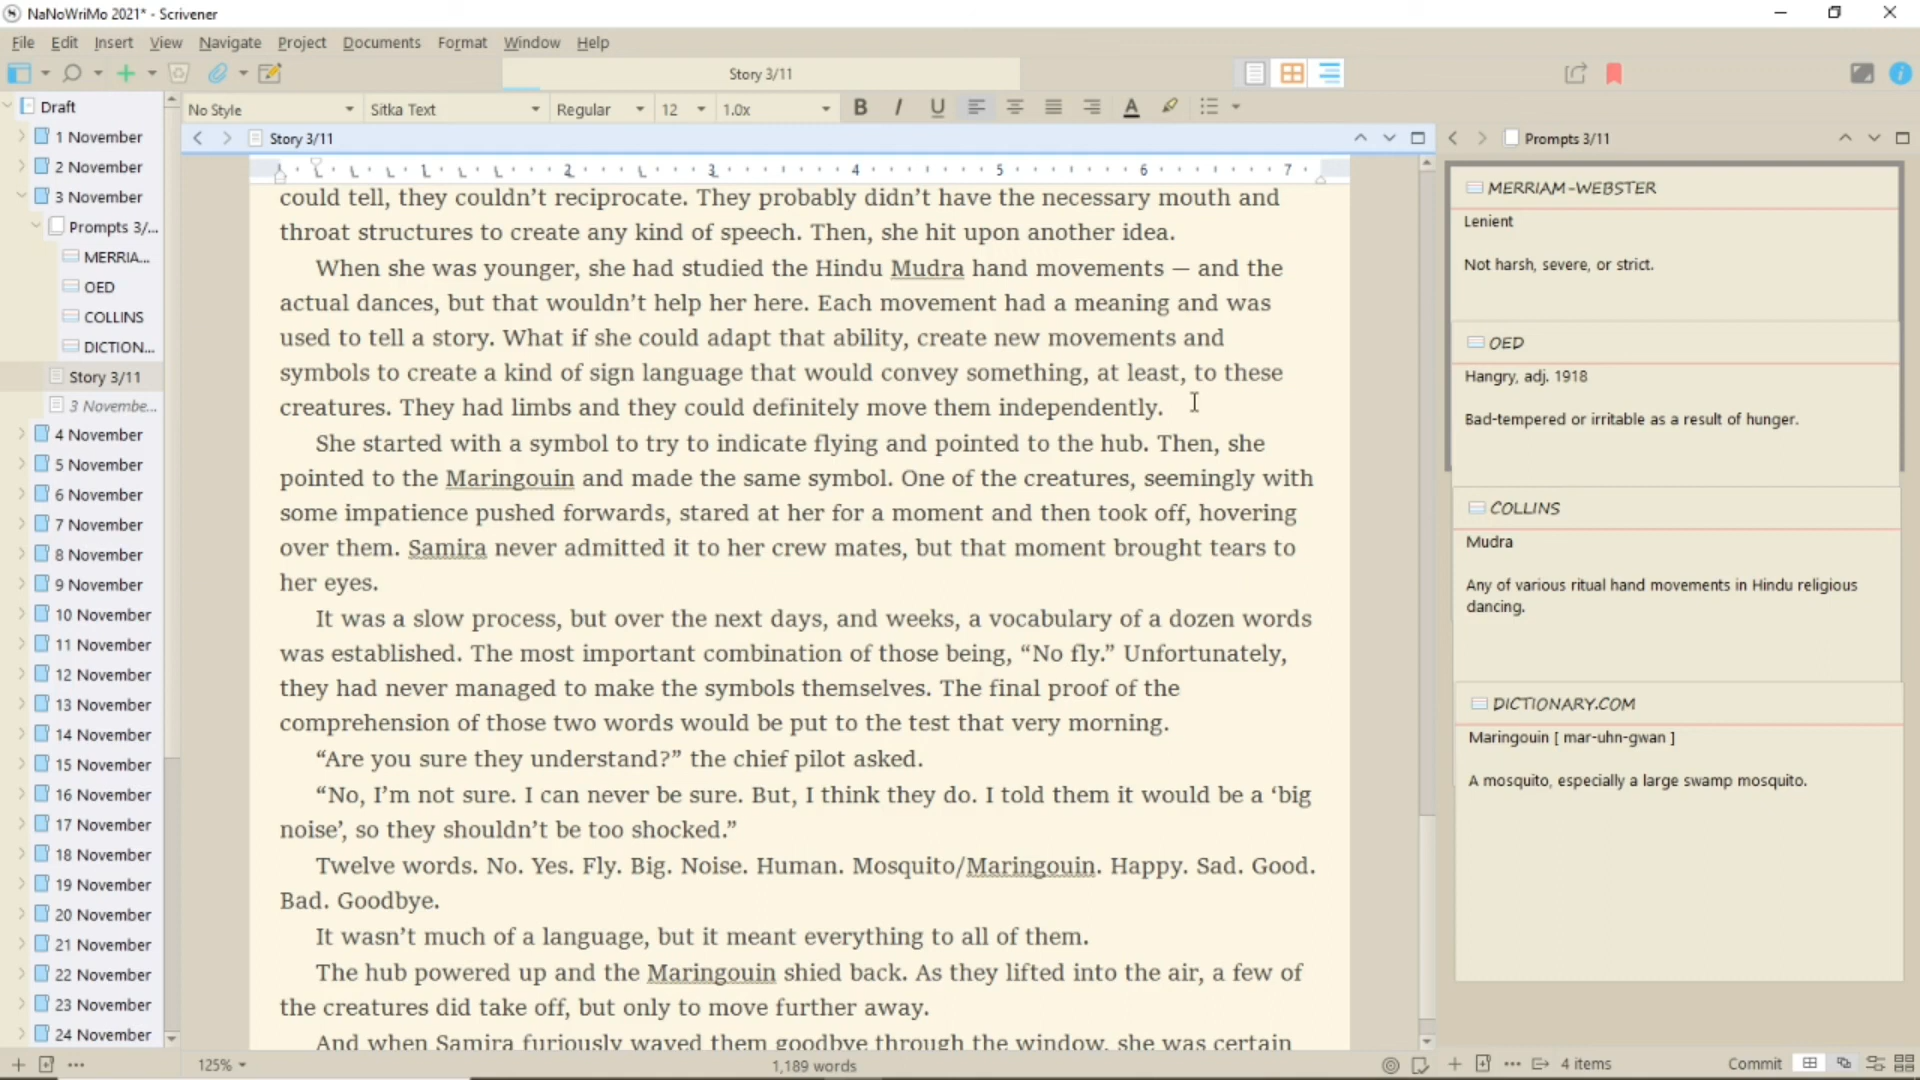 NaNoWriMo 2021* - Scrivener
File Edit Insert View Navigate Project Documents Format Window Help
Story 3/11
No Style Sitka Text Regular 12 1.0x B I U A
Draft
1 November
2 November
3 November
Prompts 3/...
MERRIA...
OED
COLLINS
DICTION...
Story 3/11
3 Novembe...
4 November
5 November
6 November
7 November
8 November
9 November
10 November
11 November
12 November
13 November
14 November
15 November
16 November
17 November
18 November
19 November
20 November
21 November
22 November
23 November
24 November
Story 3/11
1 2 3 4 5 6 7
could tell, they couldn’t reciprocate. They probably didn’t have the necessary mouth and
throat structures to create any kind of speech. Then, she hit upon another idea.
When she was younger, she had studied the Hindu Mudra hand movements — and the
actual dances, but that wouldn’t help her here. Each movement had a meaning and was
used to tell a story. What if she could adapt that ability, create new movements and
symbols to create a kind of sign language that would convey something, at least, to these
creatures. They had limbs and they could definitely move them independently.
She started with a symbol to try to indicate flying and pointed to the hub. Then, she
pointed to the Maringouin and made the same symbol. One of the creatures, seemingly with
some impatience pushed forwards, stared at her for a moment and then took off, hovering
over them. Samira never admitted it to her crew mates, but that moment brought tears to
her eyes.
It was a slow process, but over the next days, and weeks, a vocabulary of a dozen words
was established. The most important combination of those being, “No fly.” Unfortunately,
they had never managed to make the symbols themselves. The final proof of the
comprehension of those two words would be put to the test that very morning.
“Are you sure they understand?” the chief pilot asked.
“No, I’m not sure. I can never be sure. But, I think they do. I told them it would be a ‘big
noise’, so they shouldn’t be too shocked.”
Twelve words. No. Yes. Fly. Big. Noise. Human. Mosquito/Maringouin. Happy. Sad. Good.
Bad. Goodbye.
It wasn’t much of a language, but it meant everything to all of them.
The hub powered up and the Maringouin shied back. As they lifted into the air, a few of
the creatures did take off, but only to move further away.
And when Samira furiously waved them goodbye through the window, she was certain
125% 1,189 words
Prompts 3/11
MERRIAM-WEBSTER
Lenient
Not harsh, severe, or strict.
OED
Hangry, adj. 1918
Bad-tempered or irritable as a result of hunger.
COLLINS
Mudra
Any of various ritual hand movements in Hindu religious
dancing.
DICTIONARY.COM
Maringouin [ mar-uhn-gwan ]
A mosquito, especially a large swamp mosquito.
4 items Commit